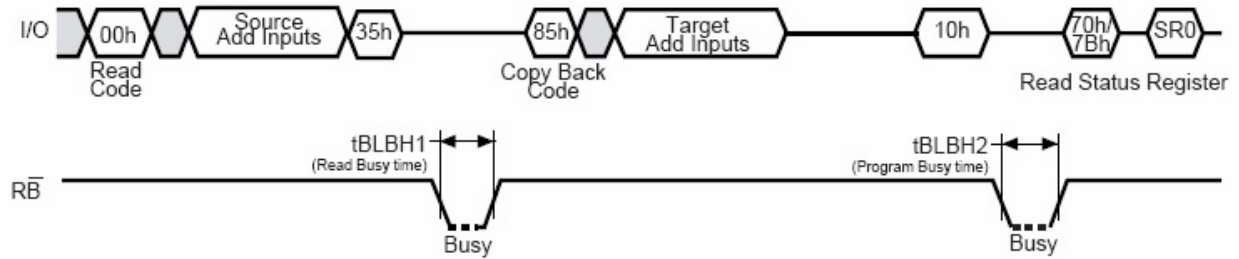 I/O
00h
Source
Add Inputs
35h
85h
Target
Add Inputs
10h
70h/
7Bh
SR0
Read
Code
Copy Back
Code
Read Status Register
tBLBH1
(Read Busy time)
tBLBH2
(Program Busy time)
RB̅
Busy
Busy